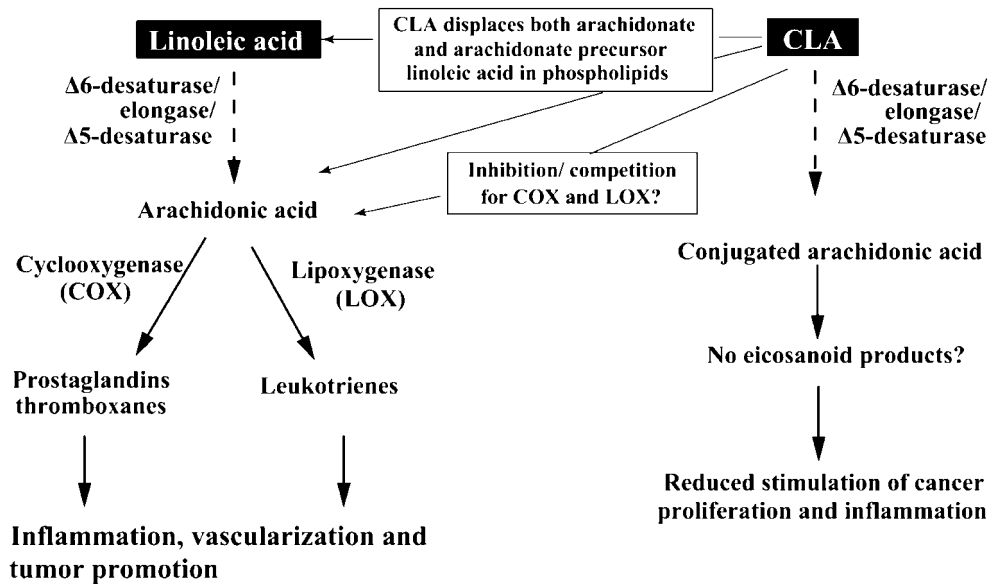 Linoleic acid
CLA displaces both arachidonate
and arachidonate precursor
linoleic acid in phospholipids
CLA
Δ6-desaturase/
elongase/
Δ5-desaturase
Δ6-desaturase/
elongase/
Δ5-desaturase
Inhibition/ competition
for COX and LOX?
Arachidonic acid
Conjugated arachidonic acid
Cyclooxygenase
(COX)
Lipoxygenase
(LOX)
No eicosanoid products?
Prostaglandins
thromboxanes
Leukotrienes
Reduced stimulation of cancer
proliferation and inflammation
Inflammation, vascularization and
tumor promotion